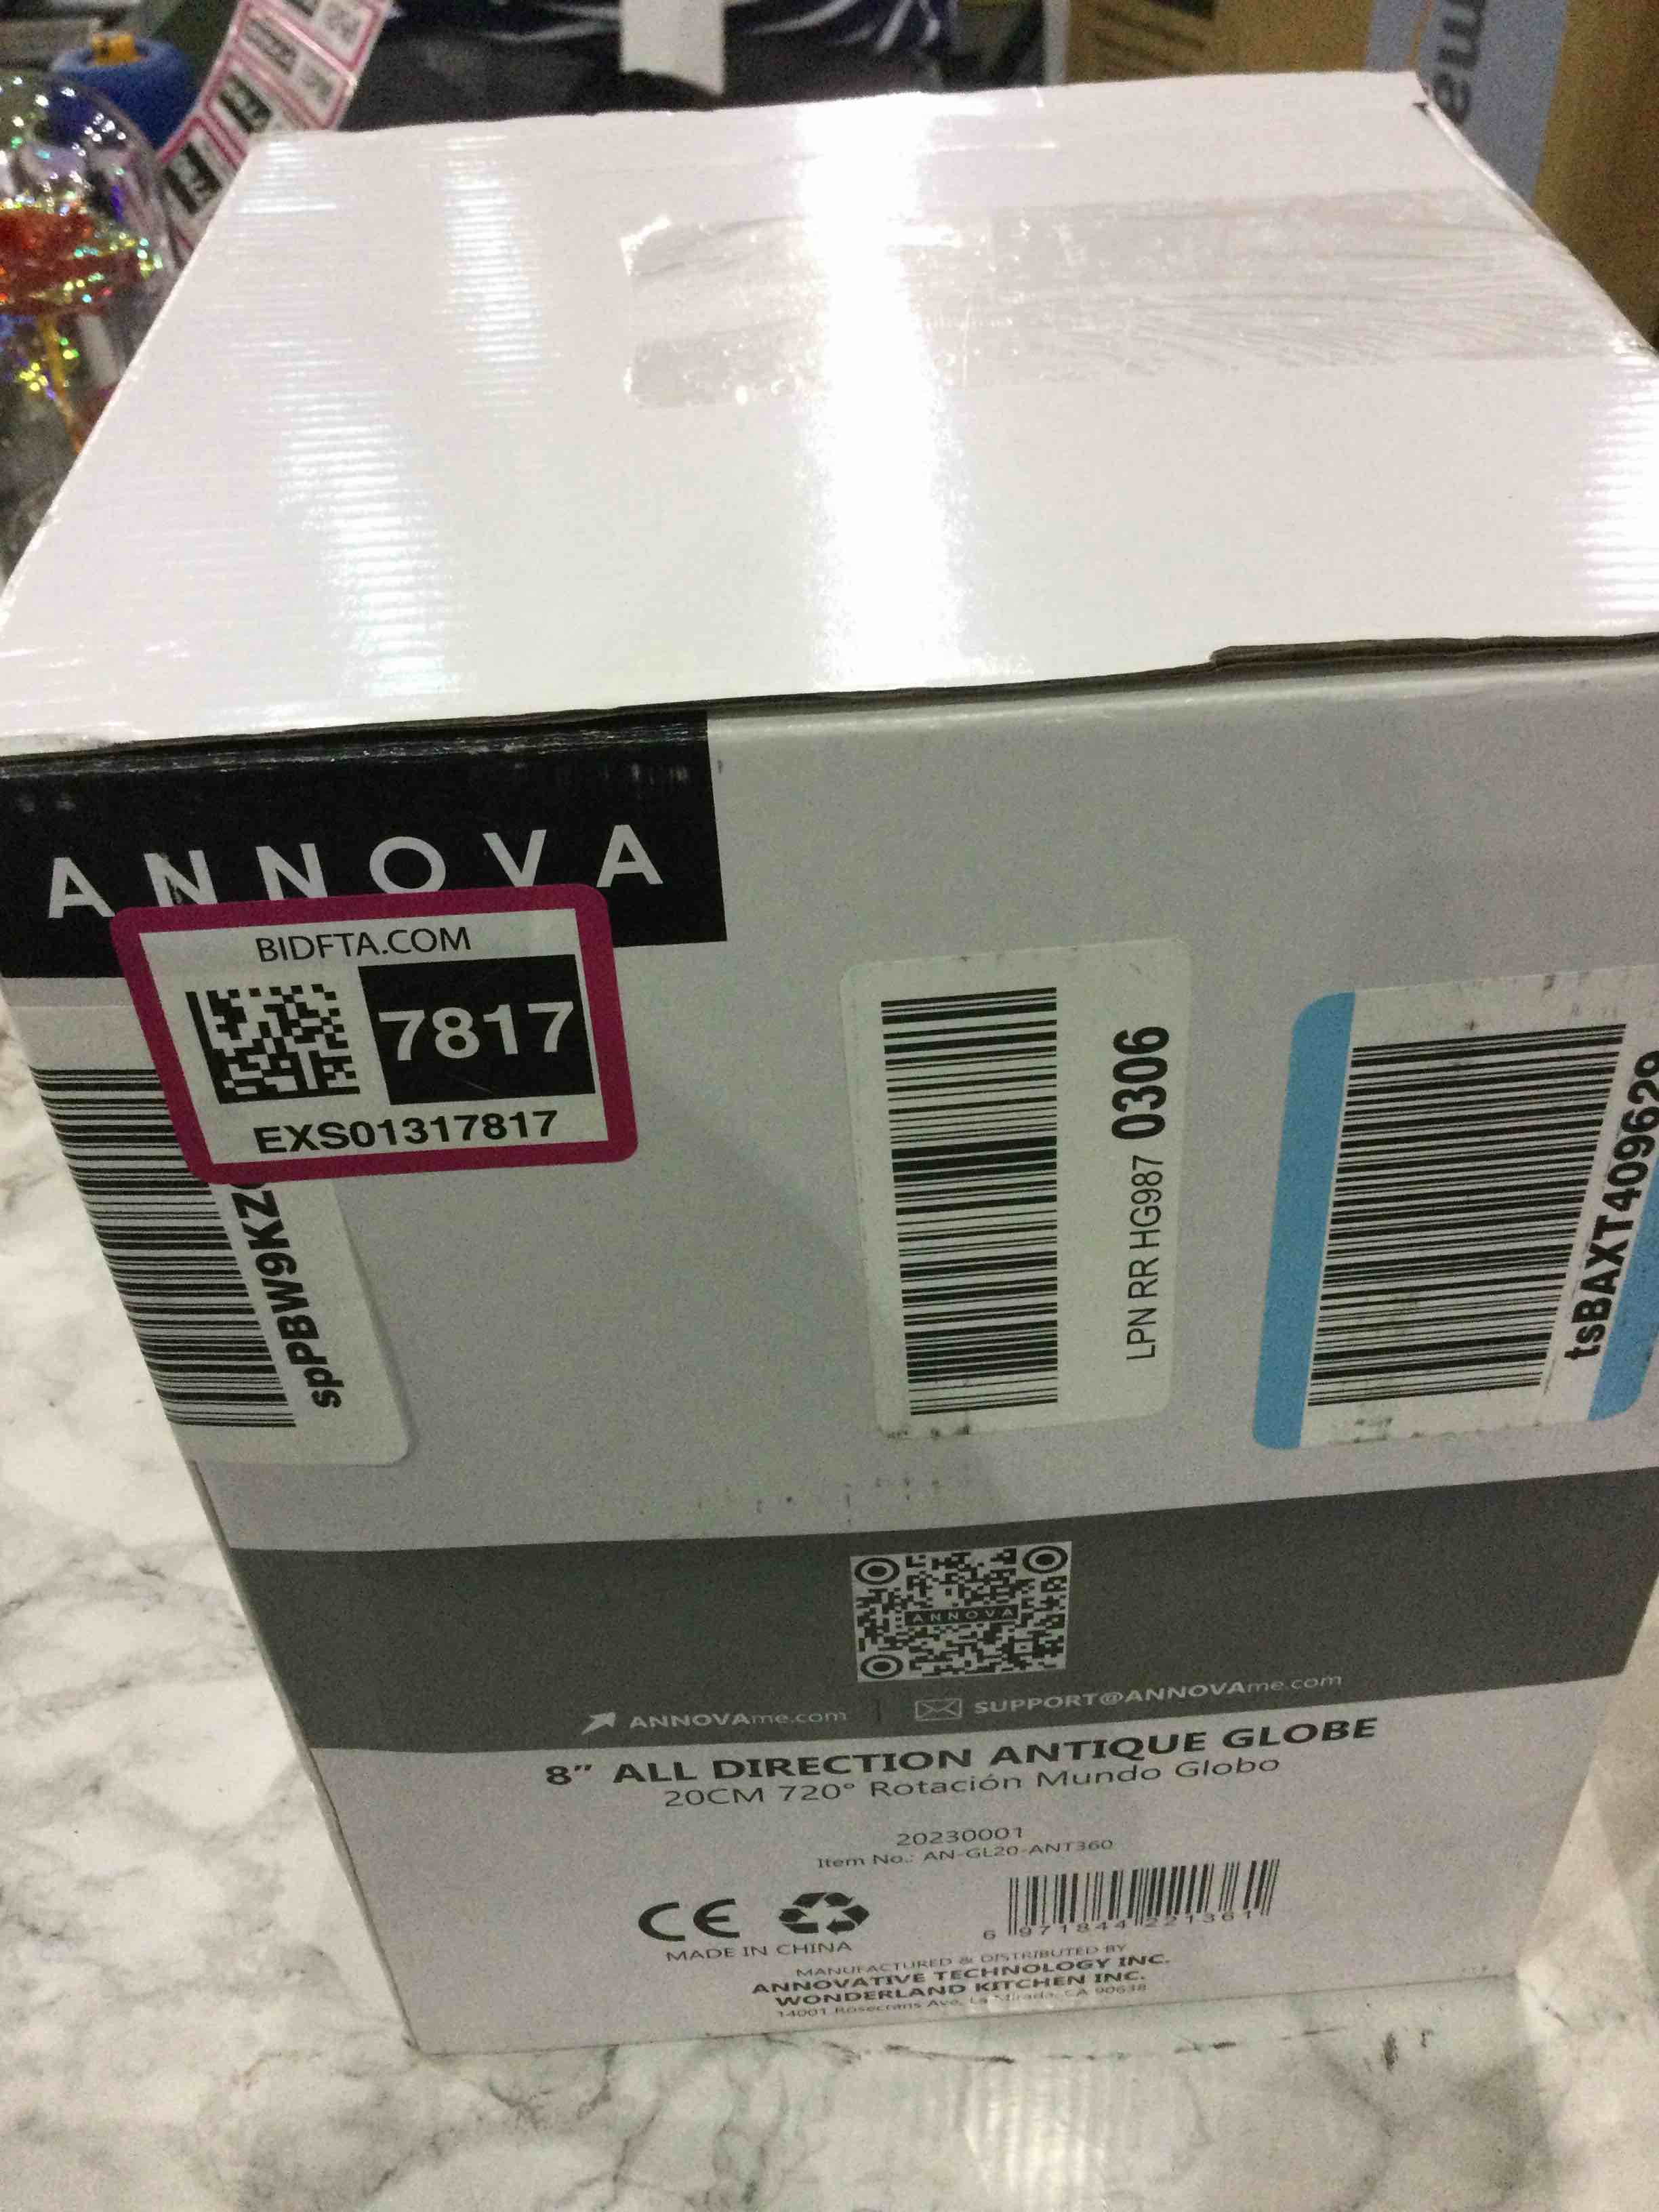 ANNOVA
BIDFTA.COM
7817
EXS01317817
spPBW9KZ
LPN RR HG987 0306
tsBAXT409629
ANNOVA
ANNOVAme.com
SUPPORT@ANNOVAme.com
8" ALL DIRECTION ANTIQUE GLOBE
20CM 720° Rotación Mundo Globo
20230001
Item No.: AN-GL20-ANT360
CE
6 971844 221361
MADE IN CHINA
MANUFACTURED & DISTRIBUTED BY
ANNOVATIVE TECHNOLOGY INC.
WONDERLAND KITCHEN INC.
14001 Rosecrans Ave, La Mirada, CA 90638